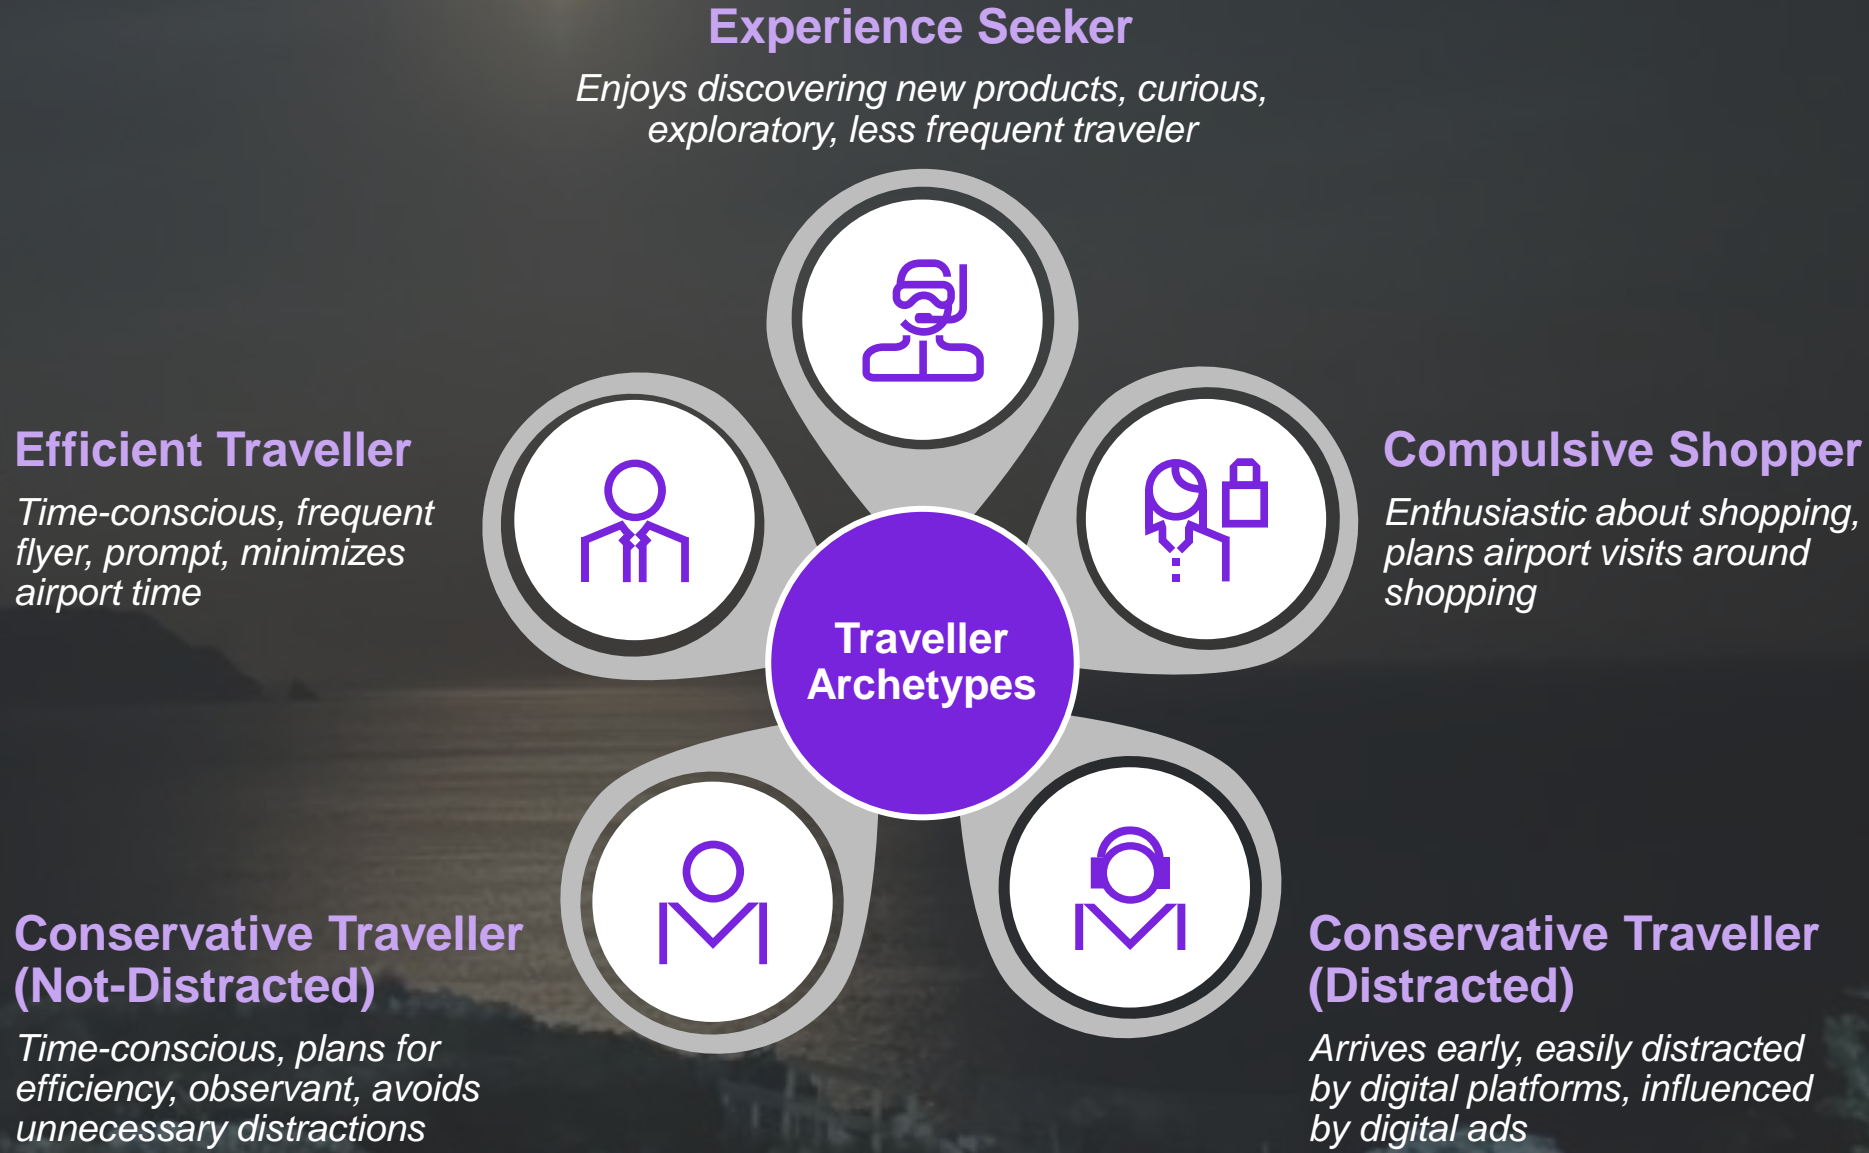 Experience Seeker
Enjoys discovering new products, curious,
exploratory, less frequent traveler
Efficient Traveller
Time-conscious, frequent
flyer, prompt, minimizes
airport time
Compulsive Shopper
Enthusiastic about shopping,
plans airport visits around
shopping
Traveller
Archetypes
Conservative Traveller
(Not-Distracted)
Time-conscious, plans for
efficiency, observant, avoids
unnecessary distractions
Conservative Traveller
(Distracted)
Arrives early, easily distracted
by digital platforms, influenced
by digital ads